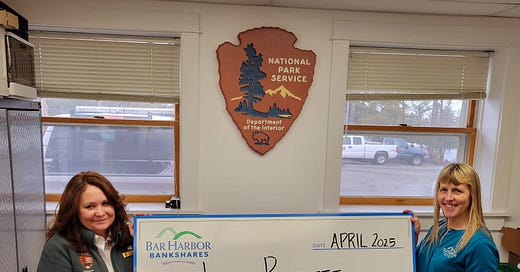 NATIONAL
PARK
SERVICE
Department
of the Interior
BAR HARBOR
BANKSHARES
DATE APRIL 2025